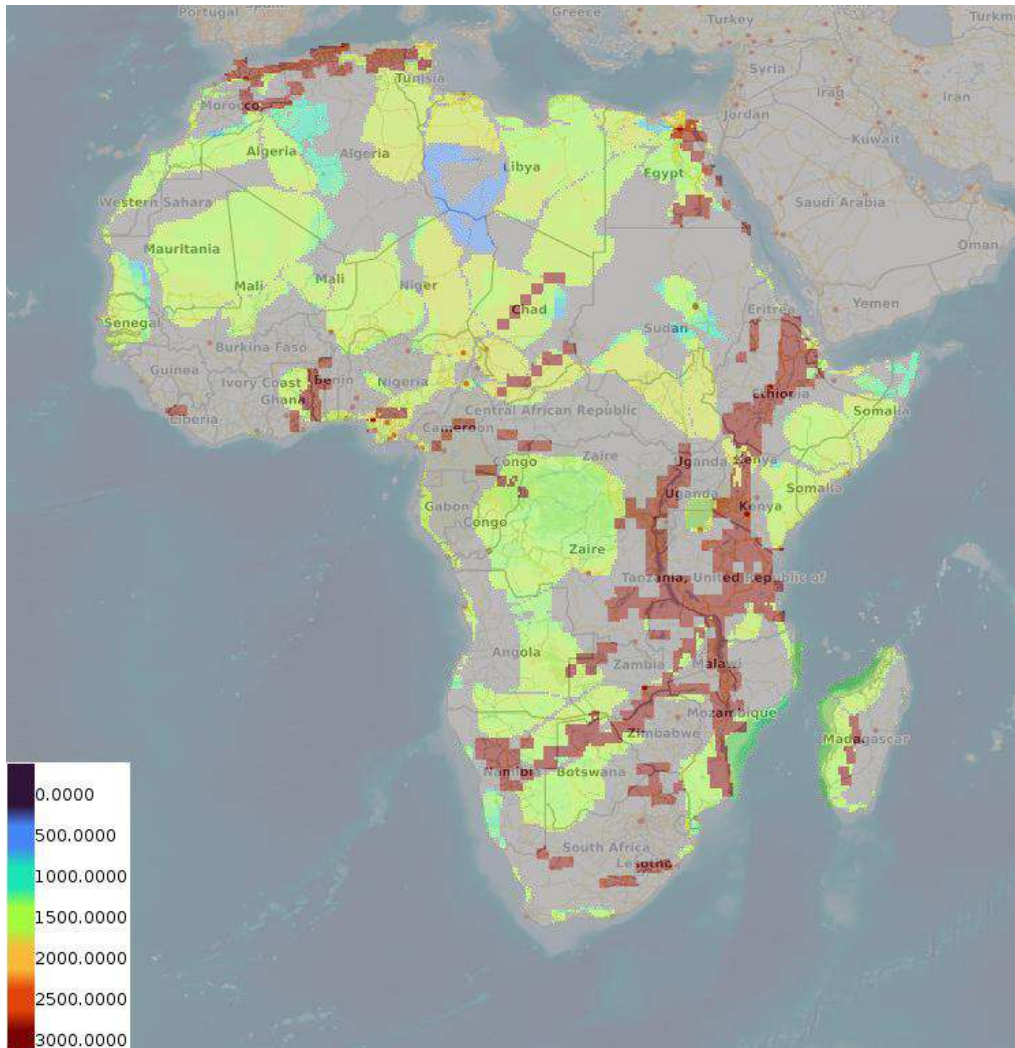 Portugal
Greece
Turkey
Turkm
Syria
Tunisia
Iraq
Iran
Morocco
Jordan
Kuwait
Algeria
Algeria
Libya
Egypt
Western Sahara
Saudi Arabia
Oman
Mauritania
Mali
Mali
Niger
Chad
Yemen
Eritrea
Senegal
Sudan
Burkina Faso
Guinea
Benin
Nigeria
Ivory Coast
Ghana
Liberia
Ethiopia
Somalia
Central African Republic
Cameroon
Zaire
Congo
Uganda
Kenya
Somalia
Uganda
Gabon
Kenya
Congo
Zaire
Tanzania, United Republic of
Angola
Zambia
Malawi
Mozambique
Zimbabwe
Madagascar
Namibia
Botswana
South Africa
Lesotho
0.0000
500.0000
1000.0000
1500.0000
2000.0000
2500.0000
3000.0000